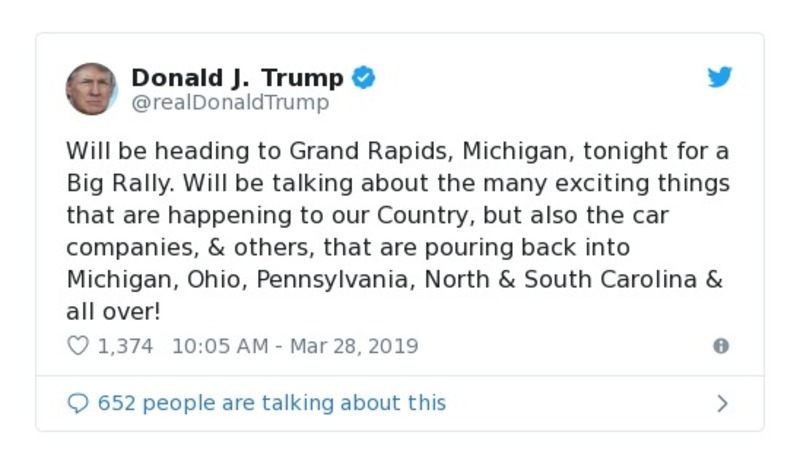 Donald J. Trump
@realDonaldTrump
Will be heading to Grand Rapids, Michigan, tonight for a
Big Rally. Will be talking about the many exciting things
that are happening to our Country, but also the car
companies, & others, that are pouring back into
Michigan, Ohio, Pennsylvania, North & South Carolina &
all over!
1,374 10:05 AM - Mar 28, 2019
652 people are talking about this